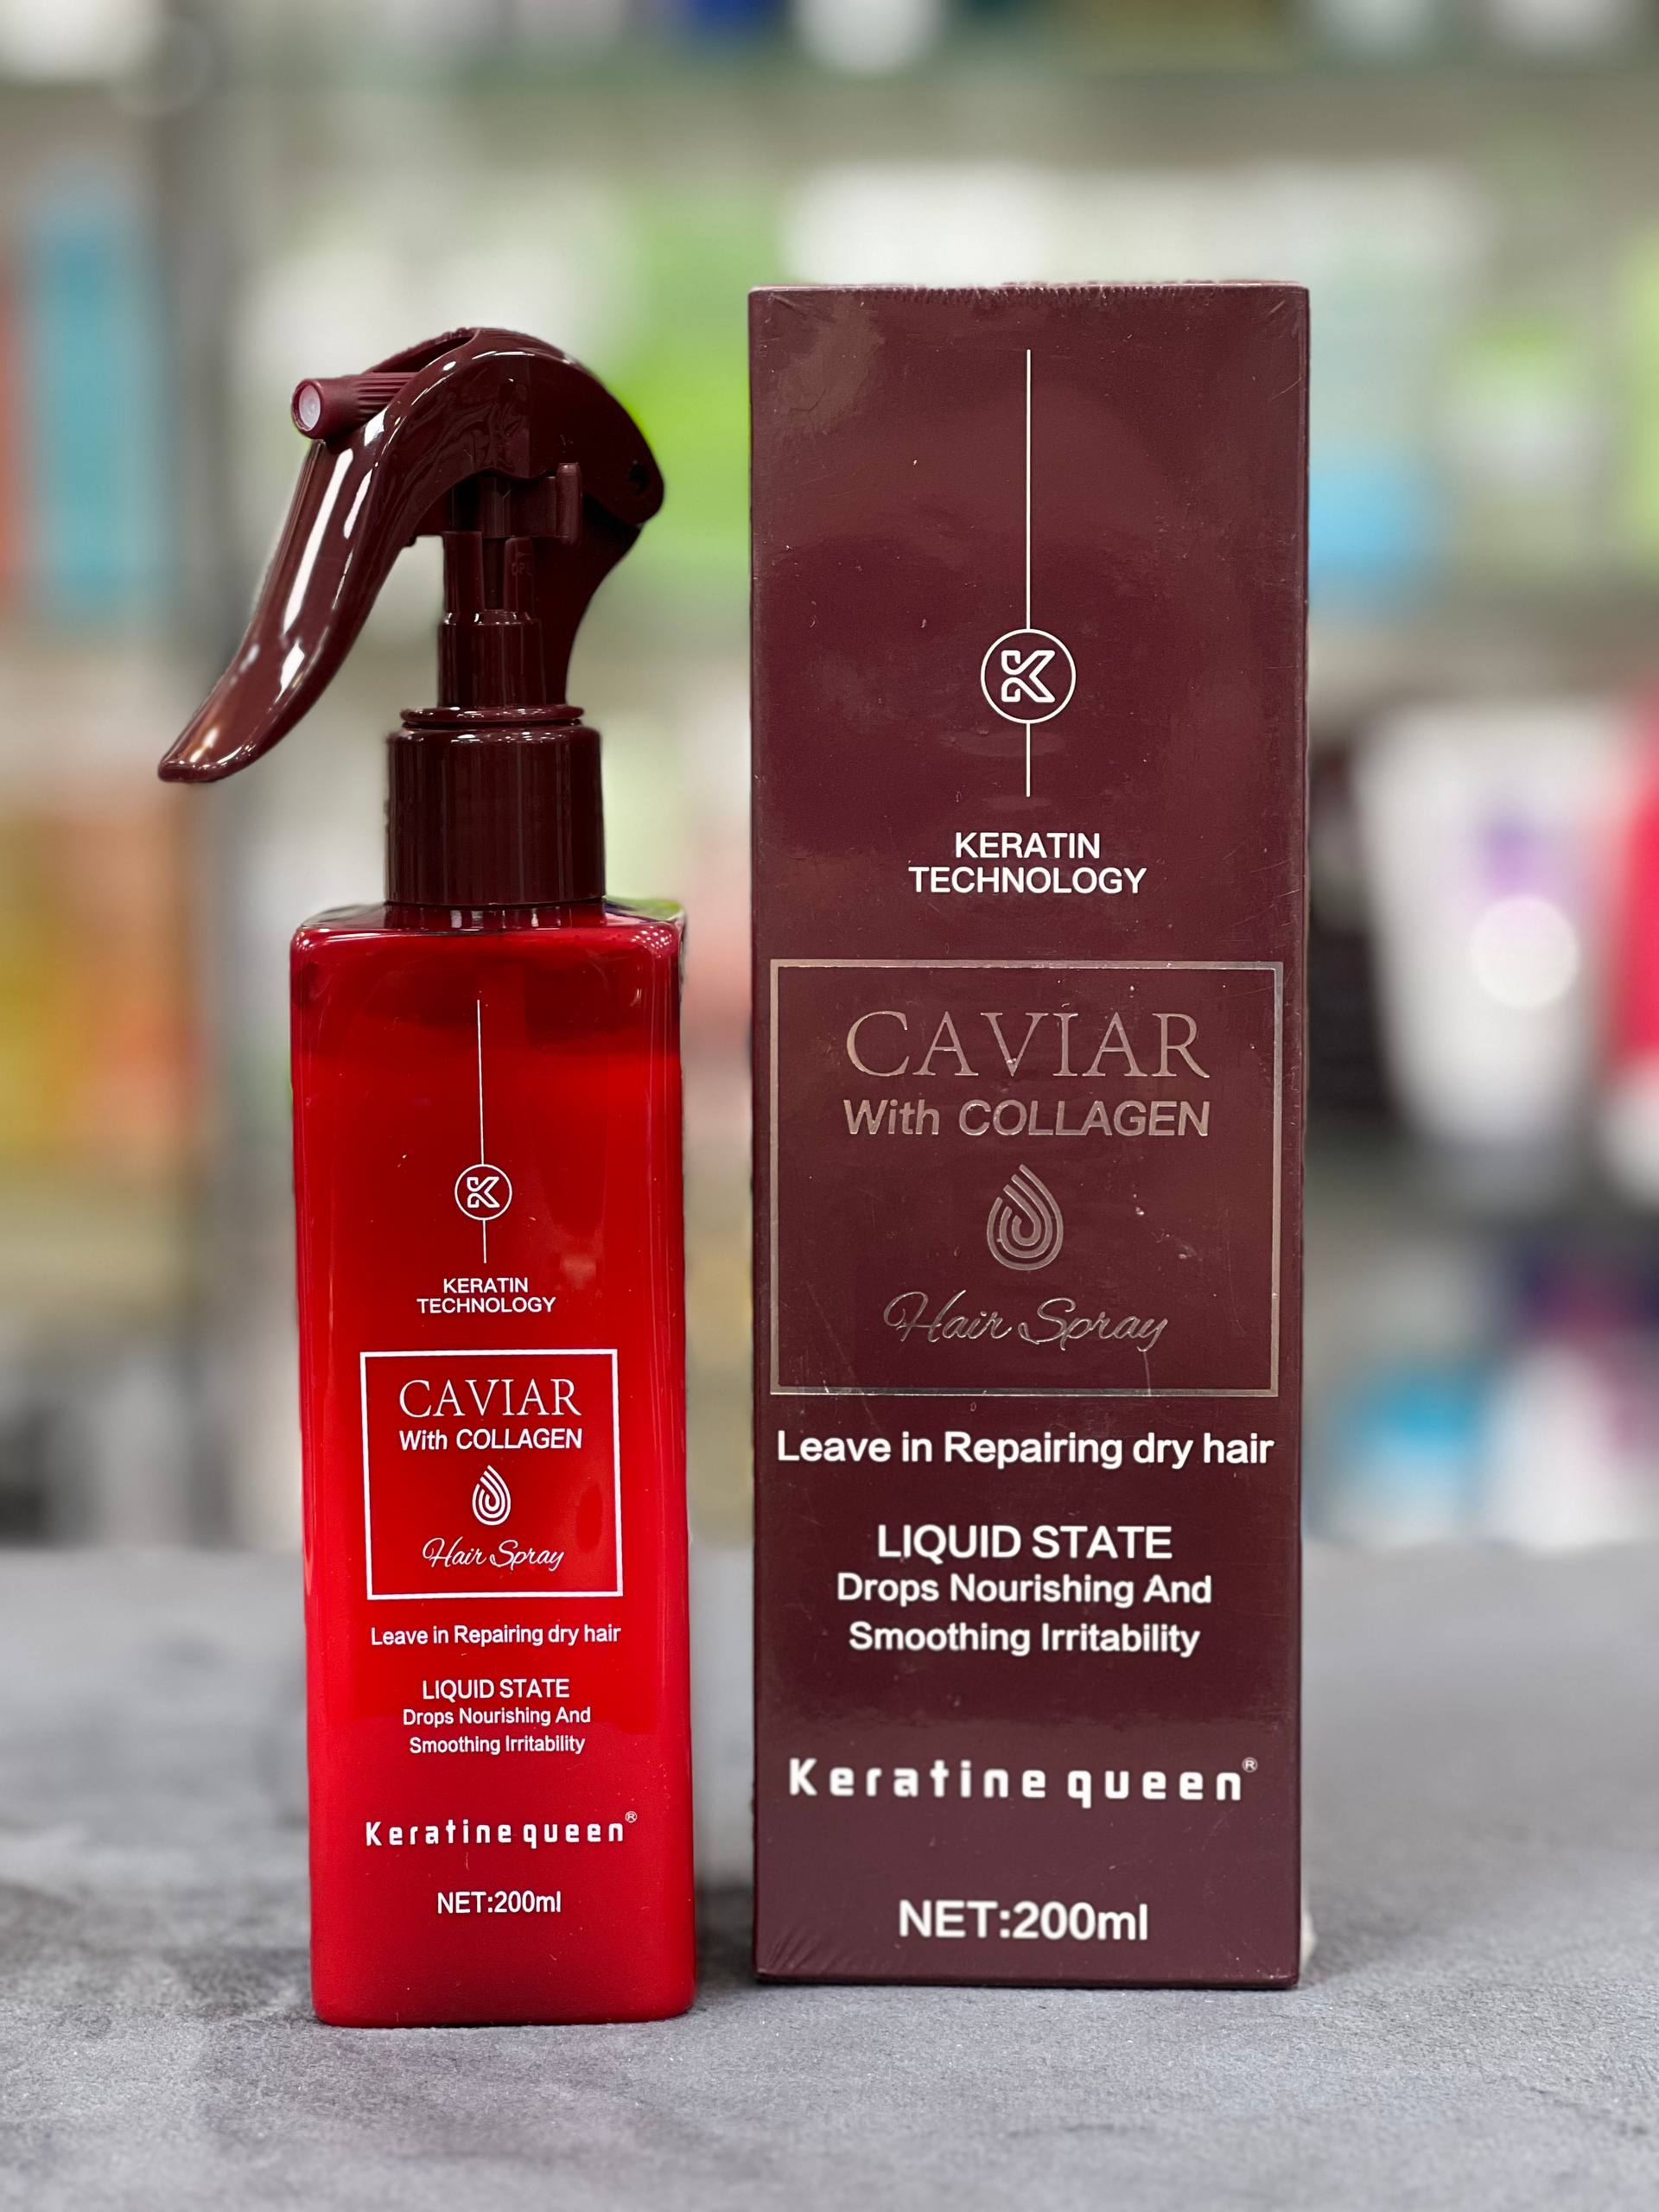 K
KERATIN
TECHNOLOGY
CAVIAR
With COLLAGEN
Hair Spray
Leave in Repairing dry hair
LIQUID STATE
Drops Nourishing And
Smoothing Irritability
Keratine queen®
NET:200ml
K
KERATIN
TECHNOLOGY
CAVIAR
With COLLAGEN
Hair Spray
Leave in Repairing dry hair
LIQUID STATE
Drops Nourishing And
Smoothing Irritability
Keratine queen®
NET:200ml